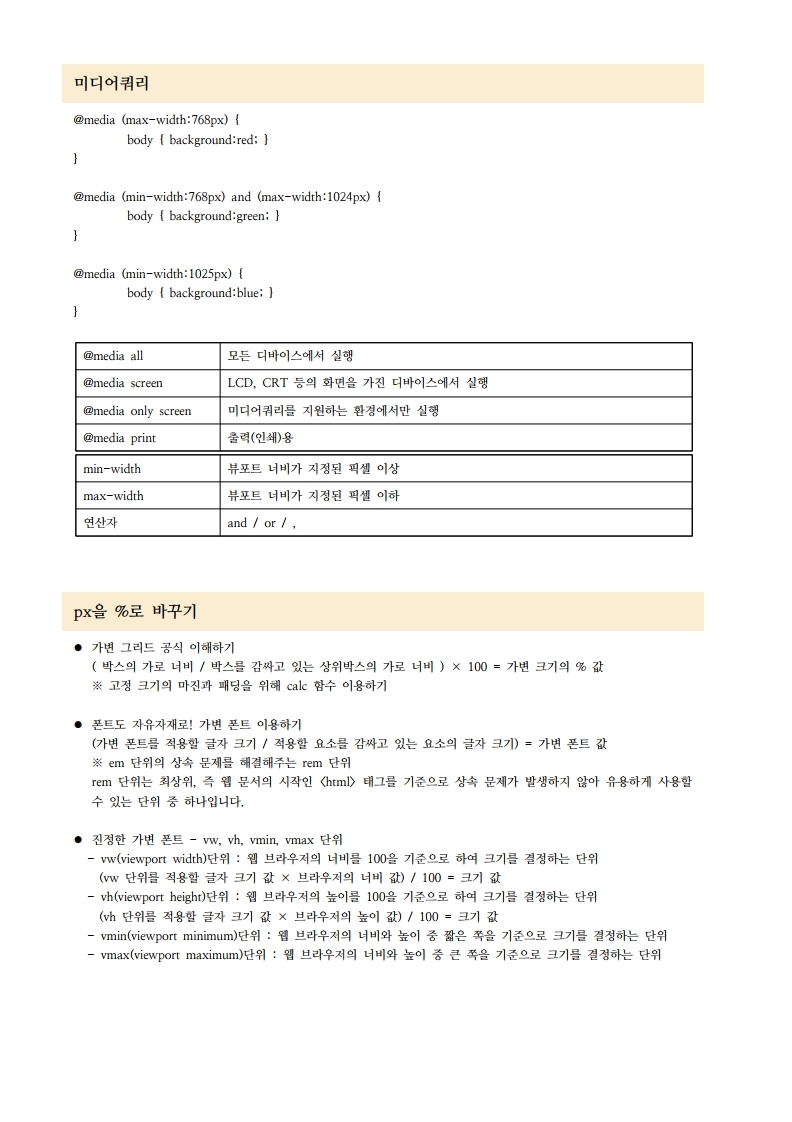 미디어쿼리
@media (max-width:768px) {
body { background:red; }
}
@media (min-width:768px) and (max-width:1024px) {
body { background:green; }
}
@media (min-width:1025px) {
body { background:blue; }
}
@media all 모든 디바이스에서 실행
@media screen LCD, CRT 등의 화면을 가진 디바이스에서 실행
@media only screen 미디어쿼리를 지원하는 환경에서만 실행
@media print 출력(인쇄)용
min-width 뷰포트 너비가 지정된 픽셀 이상
max-width 뷰포트 너비가 지정된 픽셀 이하
연산자 and / or / ,
px을 %로 바꾸기
● 가변 그리드 공식 이해하기
( 박스의 가로 너비 / 박스를 감싸고 있는 상위박스의 가로 너비 ) × 100 = 가변 크기의 % 값
※ 고정 크기의 마진과 패딩을 위해 calc 함수 이용하기
● 폰트도 자유자재로! 가변 폰트 이용하기
(가변 폰트를 적용할 글자 크기 / 적용할 요소를 감싸고 있는 요소의 글자 크기) = 가변 폰트 값
※ em 단위의 상속 문제를 해결해주는 rem 단위
rem 단위는 최상위, 즉 웹 문서의 시작인 <html> 태그를 기준으로 상속 문제가 발생하지 않아 유용하게 사용할
수 있는 단위 중 하나입니다.
● 진정한 가변 폰트 - vw, vh, vmin, vmax 단위
- vw(viewport width)단위 : 웹 브라우저의 너비를 100을 기준으로 하여 크기를 결정하는 단위
(vw 단위를 적용할 글자 크기 값 × 브라우저의 너비 값) / 100 = 크기 값
- vh(viewport height)단위 : 웹 브라우저의 높이를 100을 기준으로 하여 크기를 결정하는 단위
(vh 단위를 적용할 글자 크기 값 × 브라우저의 높이 값) / 100 = 크기 값
- vmin(viewport minimum)단위 : 웹 브라우저의 너비와 높이 중 짧은 쪽을 기준으로 크기를 결정하는 단위
- vmax(viewport maximum)단위 : 웹 브라우저의 너비와 높이 중 큰 쪽을 기준으로 크기를 결정하는 단위